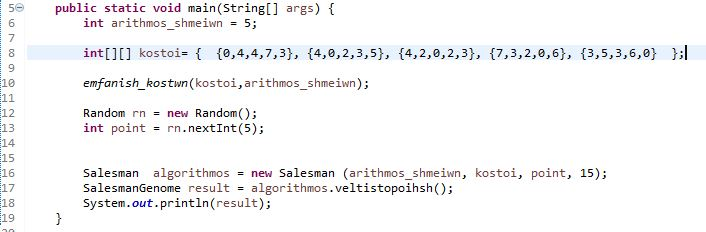 5 public static void main(String[] args) {
6 int arithmos_shmeiwn = 5;
7
8 int[][] kostoi= {  {0,4,4,7,3}, {4,0,2,3,5}, {4,2,0,2,3}, {7,3,2,0,6}, {3,5,3,6,0}  };
9
10 emfanish_kostwn(kostoi,arithmos_shmeiwn);
11
12 Random rn = new Random();
13 int point = rn.nextInt(5);
14
15
16 Salesman  algorithmos = new Salesman (arithmos_shmeiwn, kostoi, point, 15);
17 SalesmanGenome result = algorithmos.veltistopoihsh();
18 System.out.println(result);
19 }
20